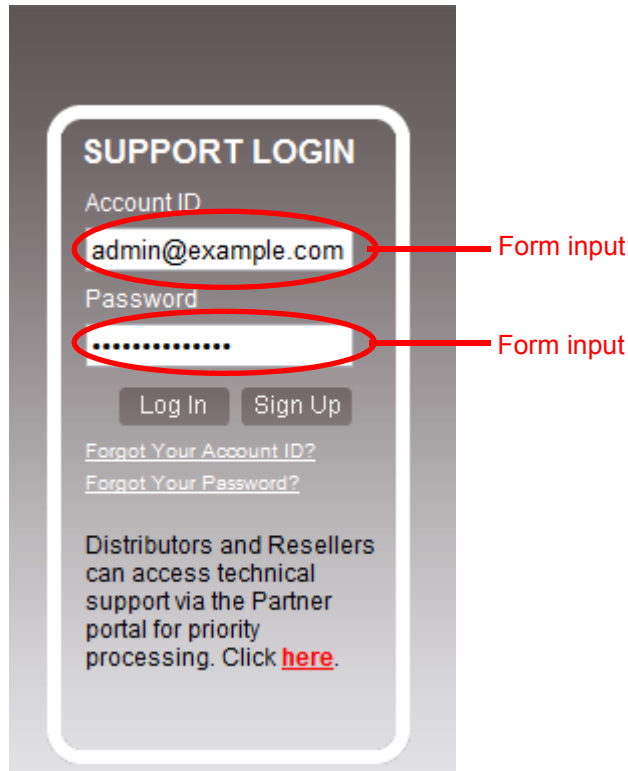 SUPPORT LOGIN
Account ID
admin@example.com
Form input
Password
••••••••••••••
Form input
Log In
Sign Up
Forgot Your Account ID?
Forgot Your Password?
Distributors and Resellers
can access technical
support via the Partner
portal for priority
processing. Click here.